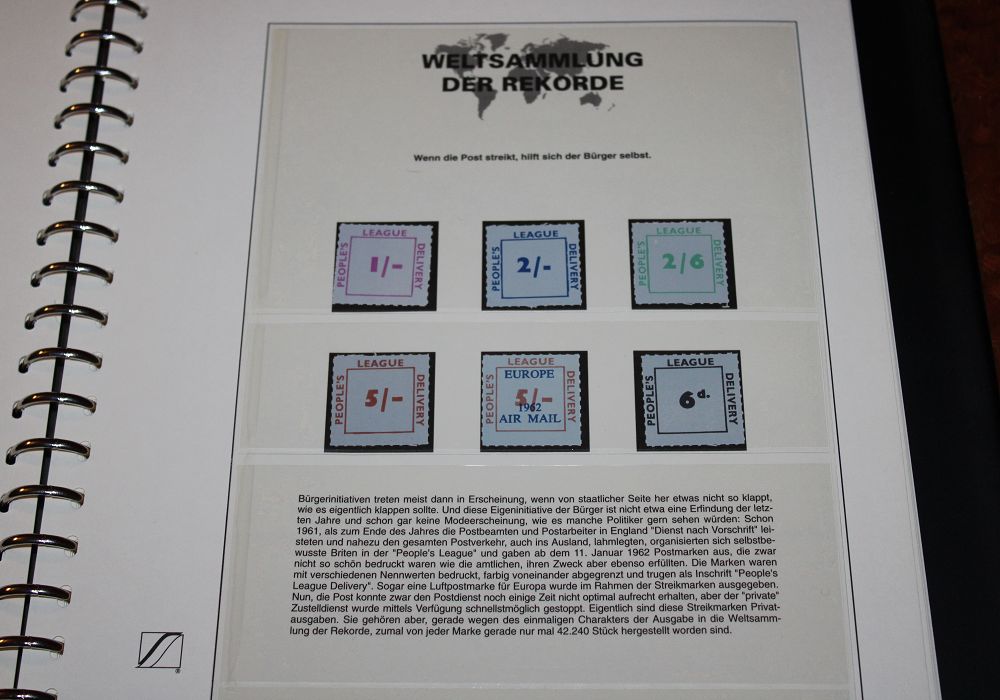 WELTSAMMLUNG
DER REKORDE
Wenn die Post streikt, hilft sich der Bürger selbst.
PEOPLE'S LEAGUE DELIVERY
1/-
PEOPLE'S LEAGUE DELIVERY
2/-
PEOPLE'S LEAGUE DELIVERY
2/6
PEOPLE'S LEAGUE DELIVERY
5/-
PEOPLE'S LEAGUE DELIVERY
EUROPE
5/-
1962
AIR MAIL
PEOPLE'S LEAGUE DELIVERY
6d.
Bürgerinitiativen treten meist dann in Erscheinung, wenn von staatlicher Seite her etwas nicht so klappt,
wie es eigentlich klappen sollte. Und diese Eigeninitiative der Bürger ist nicht etwa eine Erfindung der letz-
ten Jahre und schon gar keine Modeerscheinung, wie es manche Politiker gern sehen würden: Schon
1961, als zum Ende des Jahres die Postbeamten und Postarbeiter in England "Dienst nach Vorschrift" lei-
steten und nahezu den gesamten Postverkehr, auch ins Ausland, lahmlegten, organisierten sich selbstbe-
wusste Briten in der "People's League" und gaben ab dem 11. Januar 1962 Postmarken aus, die zwar
nicht so schön bedruckt waren wie die amtlichen, ihren Zweck aber ebenso erfüllten. Die Marken waren
mit verschiedenen Nennwerten bedruckt, farbig voneinander abgegrenzt und trugen als Inschrift "People's
League Delivery". Sogar eine Luftpostmarke für Europa wurde im Rahmen der Streikmarken ausgegeben.
Nun, die Post konnte zwar den Postdienst noch einige Zeit nicht optimal aufrecht erhalten, aber der "private"
Zustelldienst wurde mittels Verfügung schnellstmöglich gestoppt. Eigentlich sind diese Streikmarken Privat-
ausgaben. Sie gehören aber, gerade wegen des einmaligen Charakters der Ausgabe in die Weltsamm-
lung der Rekorde, zumal von jeder Marke gerade nur mal 42.240 Stück hergestellt worden sind.